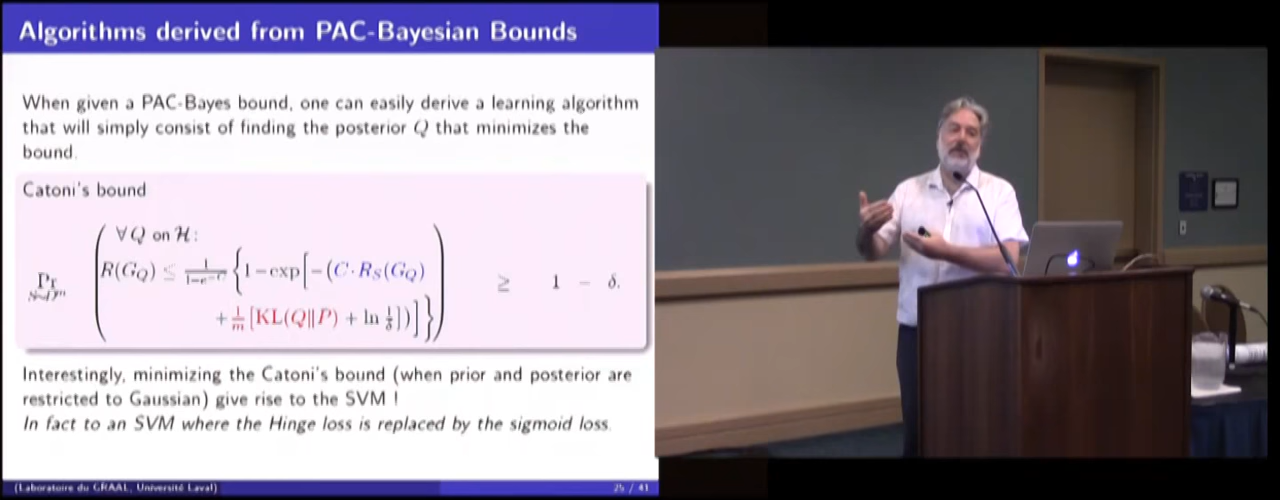 Algorithms derived from PAC-Bayesian Bounds
When given a PAC-Bayes bound, one can easily derive a learning algorithm
that will simply consist of finding the posterior Q that minimizes the
bound.
Catoni's bound
∀Q on ℋ:
Pr R(G_Q) ≤ {1−exp[−(C·R_S(G_Q) ≥ 1 − δ.
+1/m[KL(Q‖P) + ln 1/δ])]}
Interestingly, minimizing the Catoni's bound (when prior and posterior are
restricted to Gaussian) give rise to the SVM !
In fact to an SVM where the Hinge loss is replaced by the sigmoid loss.
(Laboratoire du GRAAL, Université Laval) 25 / 41